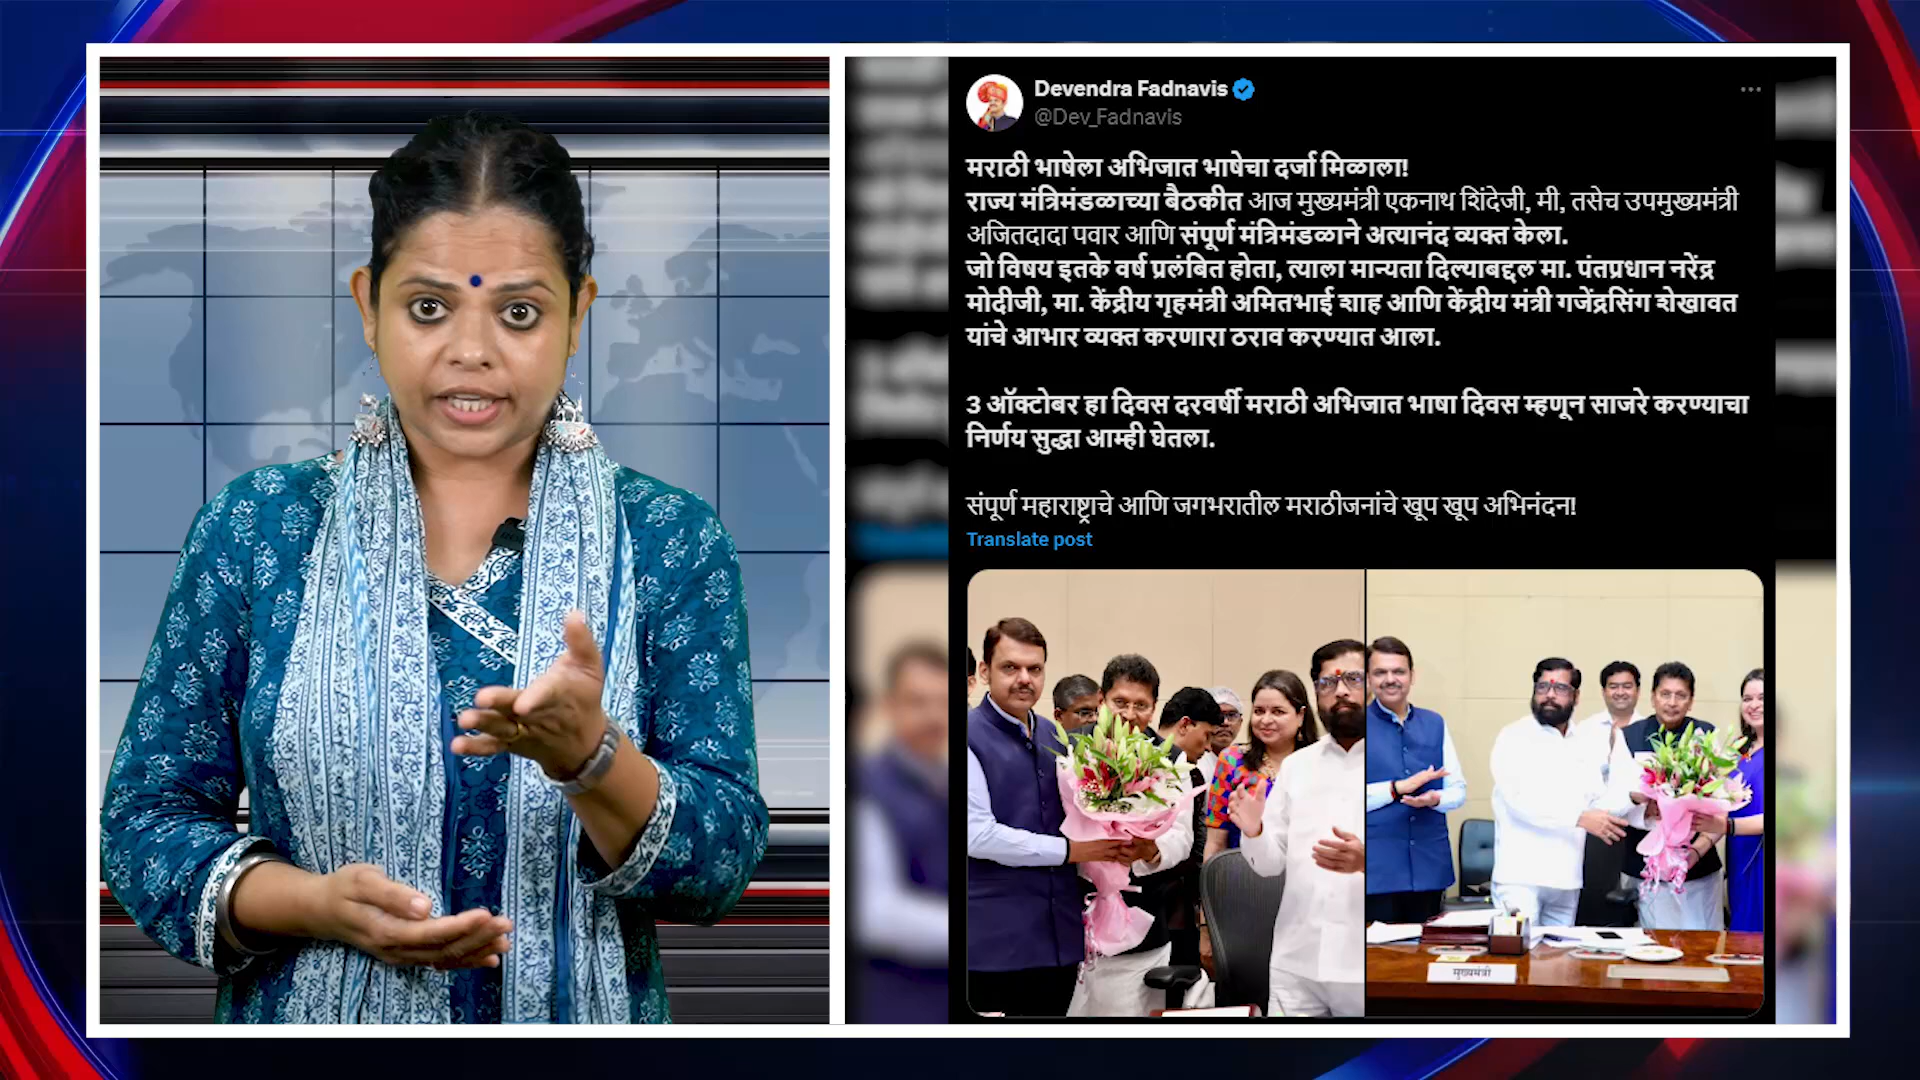 Devendra Fadnavis
@Dev_Fadnavis
मराठी भाषेला अभिजात भाषेचा दर्जा मिळाला!
राज्य मंत्रिमंडळाच्या बैठकीत आज मुख्यमंत्री एकनाथ शिंदेजी, मी, तसेच उपमुख्यमंत्री
अजितदादा पवार आणि संपूर्ण मंत्रिमंडळाने अत्यानंद व्यक्त केला.
जो विषय इतके वर्ष प्रलंबित होता, त्याला मान्यता दिल्याबद्दल मा. पंतप्रधान नरेंद्र
मोदीजी, मा. केंद्रीय गृहमंत्री अमितभाई शाह आणि केंद्रीय मंत्री गजेंद्रसिंग शेखावत
यांचे आभार व्यक्त करणारा ठराव करण्यात आला.
3 ऑक्टोबर हा दिवस दरवर्षी मराठी अभिजात भाषा दिवस म्हणून साजरे करण्याचा
निर्णय सुद्धा आम्ही घेतला.
संपूर्ण महाराष्ट्राचे आणि जगभरातील मराठीजनांचे खूप खूप अभिनंदन!
Translate post
मुख्यमंत्री